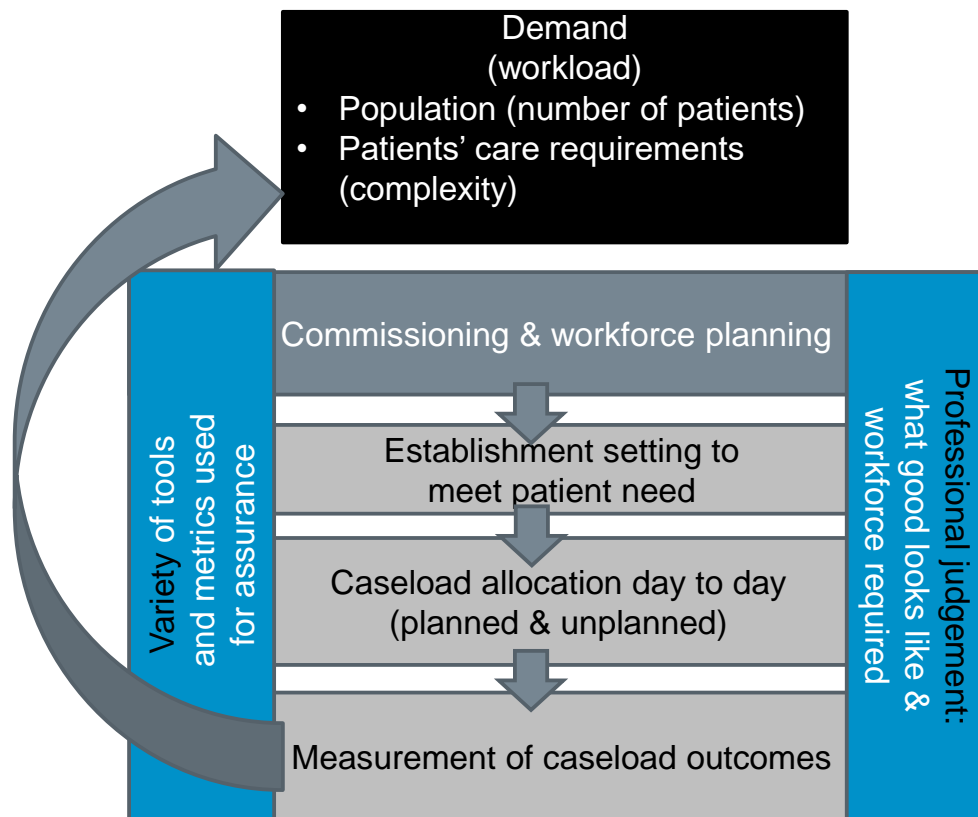 Demand
(workload)
• Population (number of patients)
• Patients’ care requirements
(complexity)
Commissioning & workforce planning
Establishment setting to
meet patient need
Caseload allocation day to day
(planned & unplanned)
Measurement of caseload outcomes
Variety of tools
and metrics used
for assurance
Professional judgement:
what good looks like &
workforce required